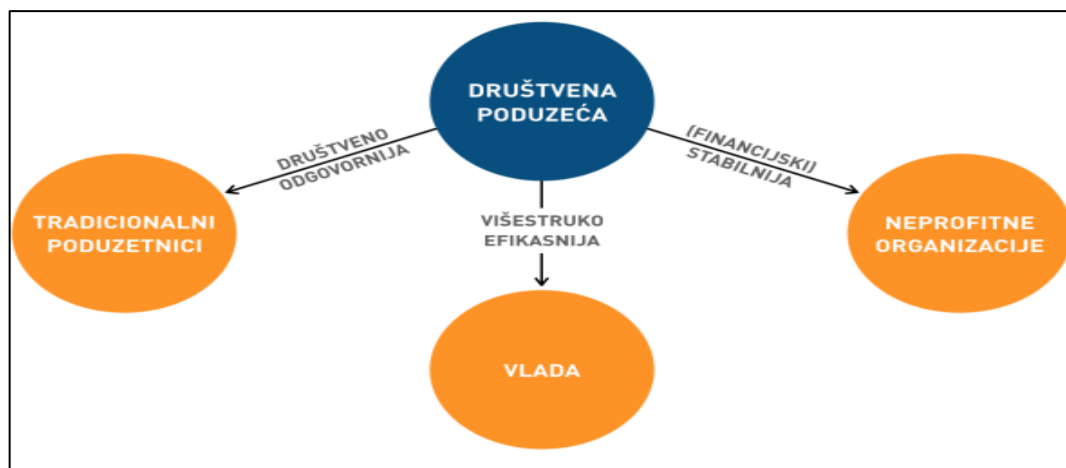 DRUŠTVENA
PODUZEĆA
DRUŠTVENO
ODGOVORNIJA
(FINANCIJSKI)
STABILNIJA
TRADICIONALNI
PODUZETNICI
VIŠESTRUKO
EFIKASNIJA
NEPROFITNE
ORGANIZACIJE
VLADA